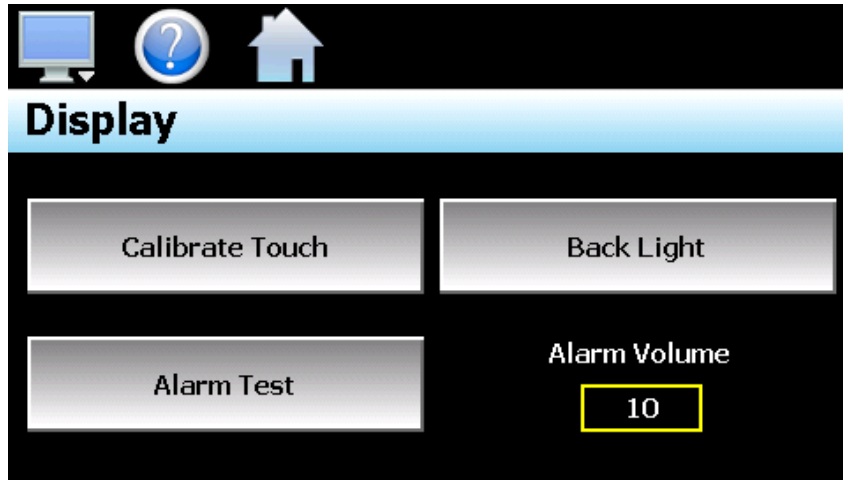 ?
Display
Calibrate Touch
Back Light
Alarm Test
Alarm Volume
10